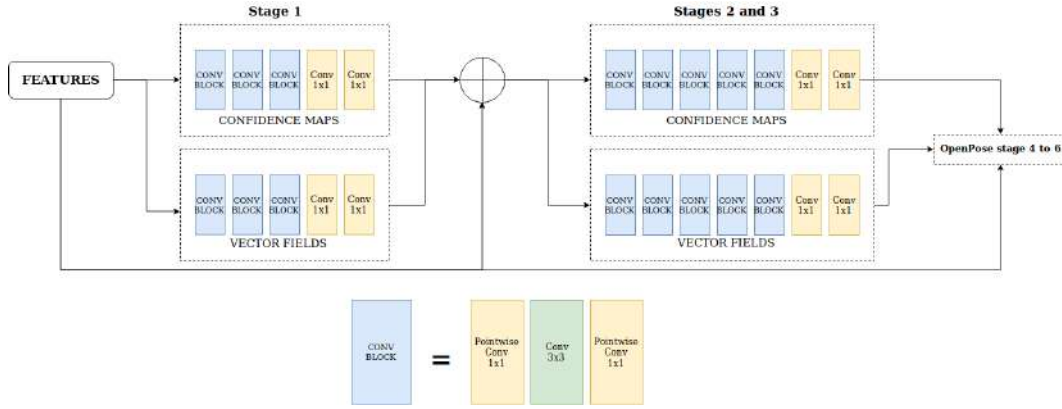 Stage 1
Stages 2 and 3
FEATURES
CONV
BLOCK
CONV
BLOCK
CONV
BLOCK
Conv
1x1
Conv
1x1
CONFIDENCE MAPS
CONV
BLOCK
CONV
BLOCK
CONV
BLOCK
CONV
BLOCK
CONV
BLOCK
Conv
1x1
Conv
1x1
CONFIDENCE MAPS
OpenPose stage 4 to 6
CONV
BLOCK
CONV
BLOCK
CONV
BLOCK
Conv
1x1
Conv
1x1
VECTOR FIELDS
CONV
BLOCK
CONV
BLOCK
CONV
BLOCK
CONV
BLOCK
CONV
BLOCK
Conv
1x1
Conv
1x1
VECTOR FIELDS
CONV
BLOCK
=
Pointwise
Conv
1x1
Conv
3x3
Pointwise
Conv
1x1